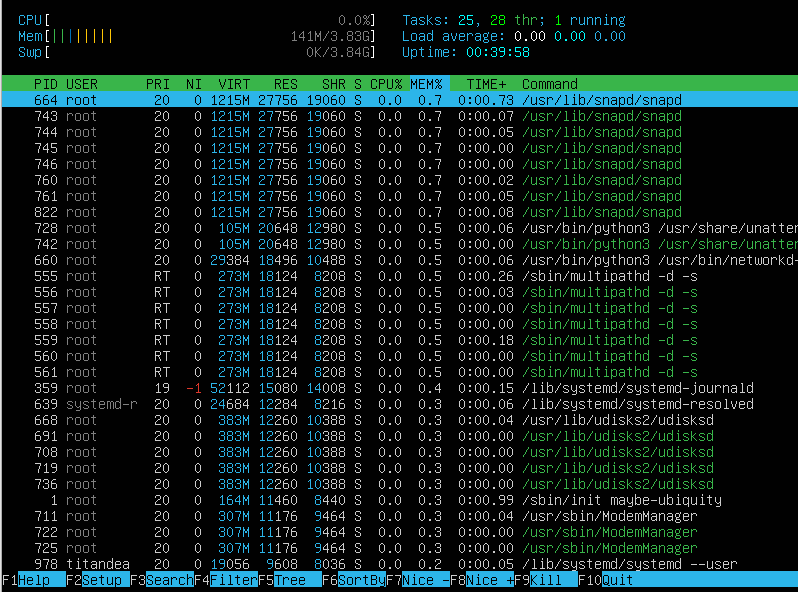 CPU[ 0.0%] Tasks: 25, 28 thr; 1 running
Mem[|||||||| 141M/3.83G] Load average: 0.00 0.00 0.00
Swp[ 0K/3.84G] Uptime: 00:39:58
PID USER PRI NI VIRT RES SHR S CPU% MEM% TIME+ Command
664 root 20 0 1215M 27756 19060 S 0.0 0.7 0:00.73 /usr/lib/snapd/snapd
743 root 20 0 1215M 27756 19060 S 0.0 0.7 0:00.07 /usr/lib/snapd/snapd
744 root 20 0 1215M 27756 19060 S 0.0 0.7 0:00.05 /usr/lib/snapd/snapd
745 root 20 0 1215M 27756 19060 S 0.0 0.7 0:00.00 /usr/lib/snapd/snapd
746 root 20 0 1215M 27756 19060 S 0.0 0.7 0:00.00 /usr/lib/snapd/snapd
760 root 20 0 1215M 27756 19060 S 0.0 0.7 0:00.02 /usr/lib/snapd/snapd
761 root 20 0 1215M 27756 19060 S 0.0 0.7 0:00.05 /usr/lib/snapd/snapd
822 root 20 0 1215M 27756 19060 S 0.0 0.7 0:00.08 /usr/lib/snapd/snapd
728 root 20 0 105M 20648 12980 S 0.0 0.5 0:00.06 /usr/bin/python3 /usr/share/unatten
742 root 20 0 105M 20648 12980 S 0.0 0.5 0:00.00 /usr/bin/python3 /usr/share/unatten
660 root 20 0 29384 18496 10488 S 0.0 0.5 0:00.06 /usr/bin/python3 /usr/bin/networkd-
555 root RT 0 273M 18124 8208 S 0.0 0.5 0:00.26 /sbin/multipathd -d -s
556 root RT 0 273M 18124 8208 S 0.0 0.5 0:00.03 /sbin/multipathd -d -s
557 root RT 0 273M 18124 8208 S 0.0 0.5 0:00.00 /sbin/multipathd -d -s
558 root RT 0 273M 18124 8208 S 0.0 0.5 0:00.00 /sbin/multipathd -d -s
559 root RT 0 273M 18124 8208 S 0.0 0.5 0:00.18 /sbin/multipathd -d -s
560 root RT 0 273M 18124 8208 S 0.0 0.5 0:00.00 /sbin/multipathd -d -s
561 root RT 0 273M 18124 8208 S 0.0 0.5 0:00.00 /sbin/multipathd -d -s
359 root 19 -1 52112 15080 14008 S 0.0 0.4 0:00.15 /lib/systemd/systemd-journald
639 systemd-r 20 0 24684 12284 8216 S 0.0 0.3 0:00.06 /lib/systemd/systemd-resolved
668 root 20 0 383M 12260 10388 S 0.0 0.3 0:00.04 /usr/lib/udisks2/udisksd
691 root 20 0 383M 12260 10388 S 0.0 0.3 0:00.00 /usr/lib/udisks2/udisksd
708 root 20 0 383M 12260 10388 S 0.0 0.3 0:00.00 /usr/lib/udisks2/udisksd
719 root 20 0 383M 12260 10388 S 0.0 0.3 0:00.00 /usr/lib/udisks2/udisksd
736 root 20 0 383M 12260 10388 S 0.0 0.3 0:00.00 /usr/lib/udisks2/udisksd
1 root 20 0 164M 11460 8440 S 0.0 0.3 0:00.99 /sbin/init maybe-ubiquity
711 root 20 0 307M 11176 9464 S 0.0 0.3 0:00.04 /usr/sbin/ModemManager
722 root 20 0 307M 11176 9464 S 0.0 0.3 0:00.00 /usr/sbin/ModemManager
725 root 20 0 307M 11176 9464 S 0.0 0.3 0:00.00 /usr/sbin/ModemManager
978 titandea 20 0 19056 9608 8036 S 0.0 0.2 0:00.05 /lib/systemd/systemd --user
F1Help F2Setup F3SearchF4FilterF5Tree F6SortByF7Nice -F8Nice +F9Kill F10Quit